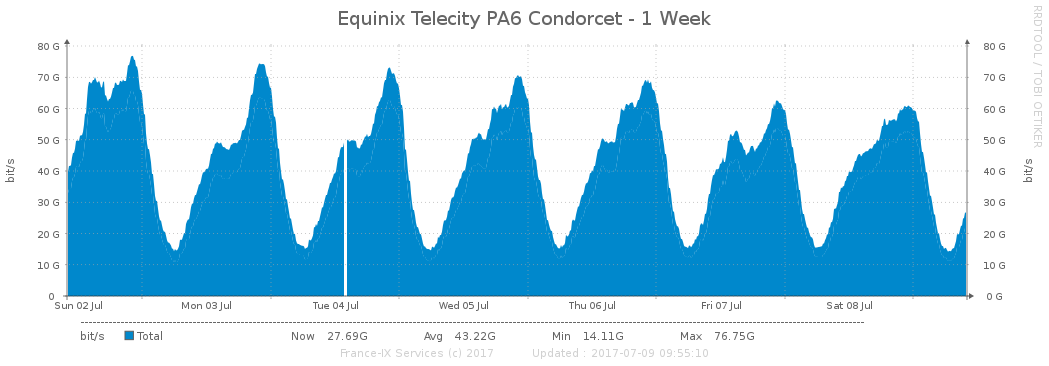 Equinix Telecity PA6 Condorcet - 1 Week
RRDTOOL / TOBI OETIKER
80 G 80 G
70 G 70 G
60 G 60 G
50 G 50 G
40 G 40 G
30 G 30 G
20 G 20 G
10 G 10 G
0 0 G
bit/s bit/s
Sun 02 Jul Mon 03 Jul Tue 04 Jul Wed 05 Jul Thu 06 Jul Fri 07 Jul Sat 08 Jul
bit/s Total Now 27.69G Avg 43.22G Min 14.11G Max 76.75G
France-IX Services (c) 2017 Updated : 2017-07-09 09:55:10